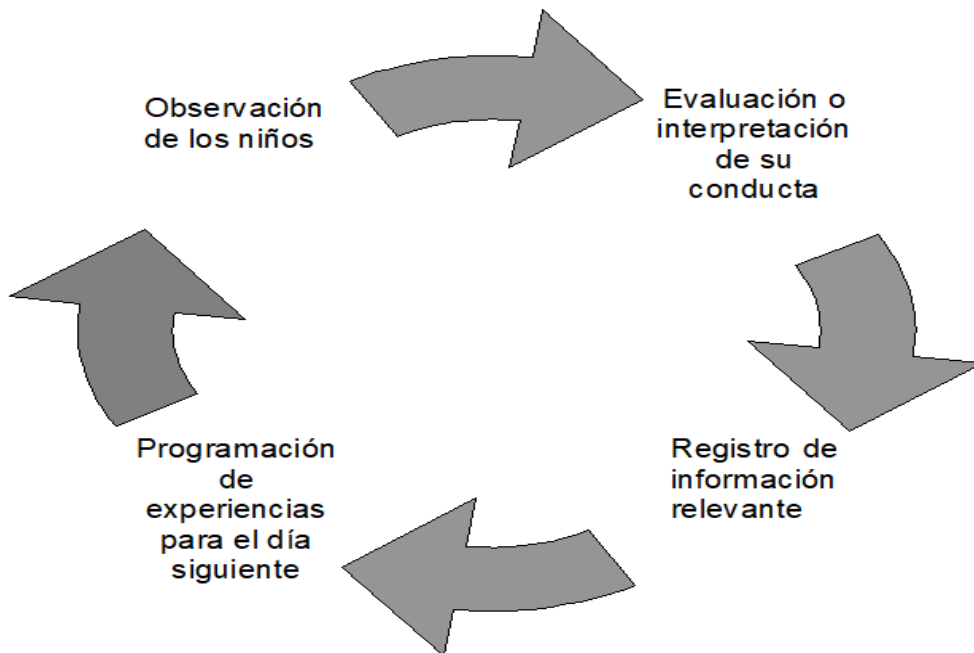 Observación
de los niños
Evaluación o
interpretación
de su
conducta
Registro de
información
relevante
Programación
de
experiencias
para el día
siguiente